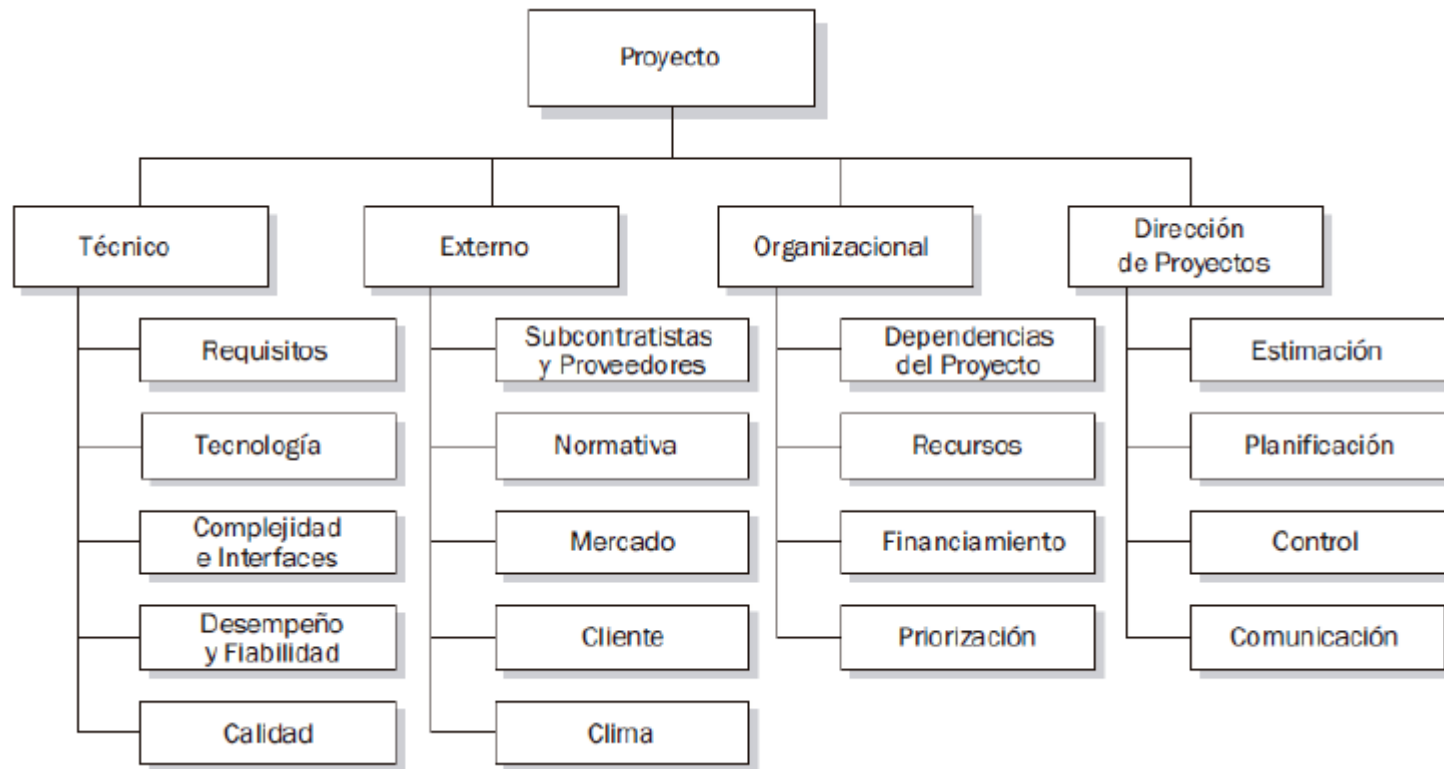 Proyecto
Técnico
Externo
Organizacional
Dirección
de Proyectos
Requisitos
Tecnología
Complejidad
e Interfaces
Desempeño
y Fiabilidad
Calidad
Subcontratistas
y Proveedores
Normativa
Mercado
Cliente
Clima
Dependencias
del Proyecto
Recursos
Financiamiento
Priorización
Estimación
Planificación
Control
Comunicación